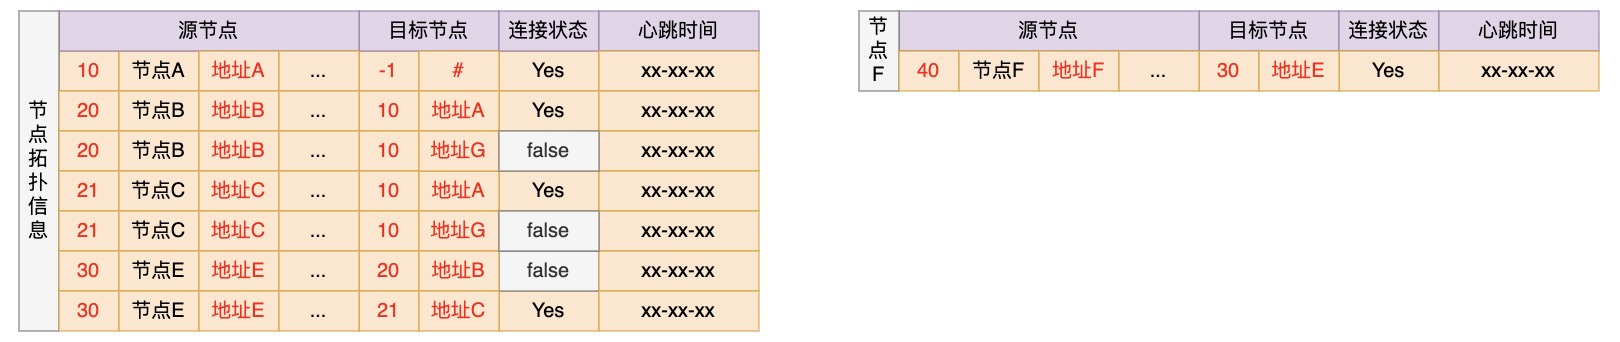 节点拓扑信息
源节点 目标节点 连接状态 心跳时间
10 节点A 地址A ... -1 # Yes xx-xx-xx
20 节点B 地址B ... 10 地址A Yes xx-xx-xx
20 节点B 地址B ... 10 地址G false xx-xx-xx
21 节点C 地址C ... 10 地址A Yes xx-xx-xx
21 节点C 地址C ... 10 地址G false xx-xx-xx
30 节点E 地址E ... 20 地址B false xx-xx-xx
30 节点E 地址E ... 21 地址C Yes xx-xx-xx
节点F
源节点 目标节点 连接状态 心跳时间
40 节点F 地址F ... 30 地址E Yes xx-xx-xx